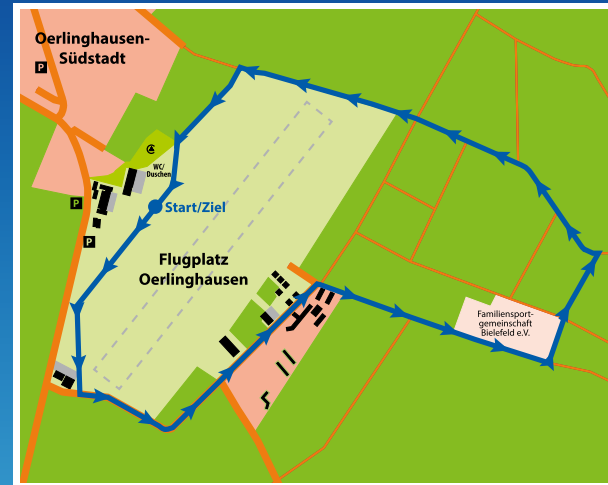 Oerlinghausen-
Südstadt
P
WC/
Duschen
P
Start/Ziel
P
Flugplatz
Oerlinghausen
Familiensport-
gemeinschaft
Bielefeld e.V.